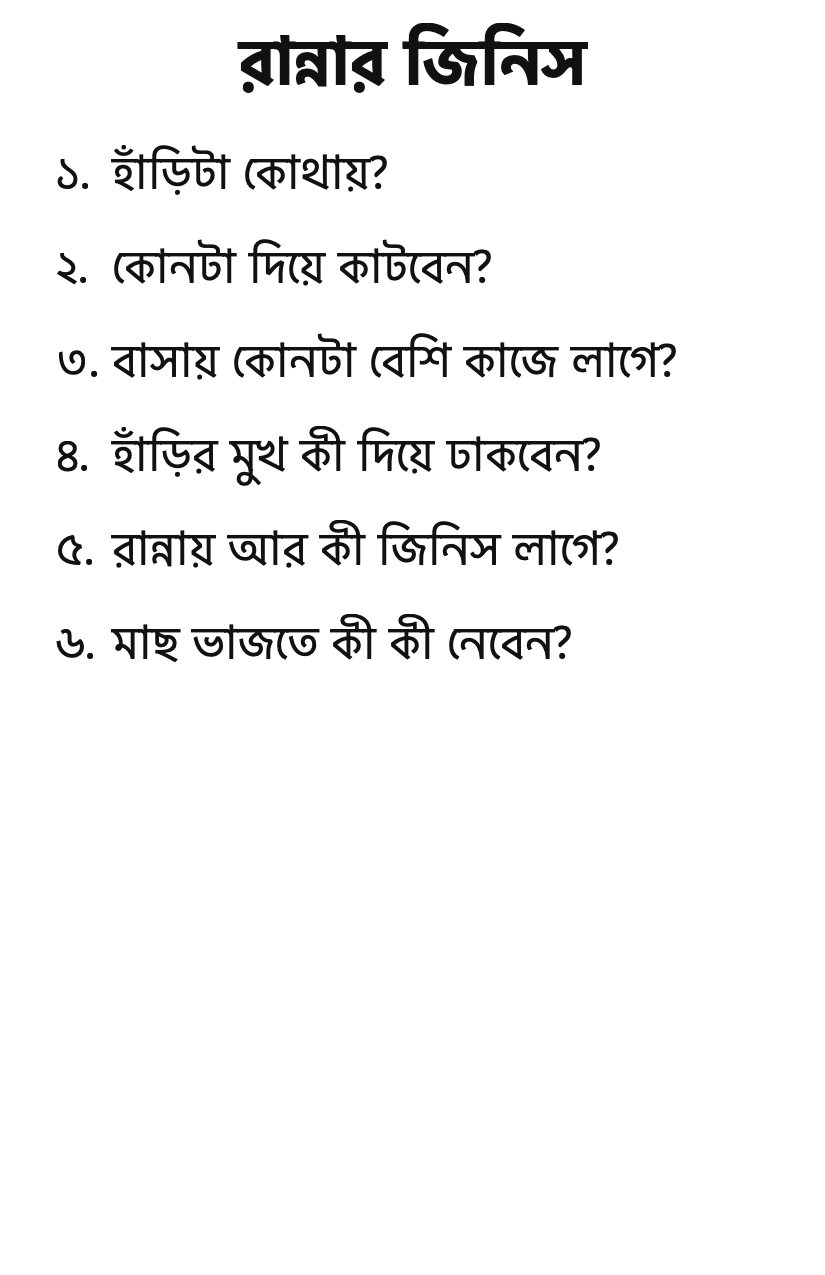 রান্নার জিনিস
১. হাঁড়িটা কোথায়?
২. কোনটা দিয়ে কাটবেন?
৩. বাসায় কোনটা বেশি কাজে লাগে?
৪. হাঁড়ির মুখ কী দিয়ে ঢাকবেন?
৫. রান্নায় আর কী জিনিস লাগে?
৬. মাছ ভাজতে কী কী নেবেন?